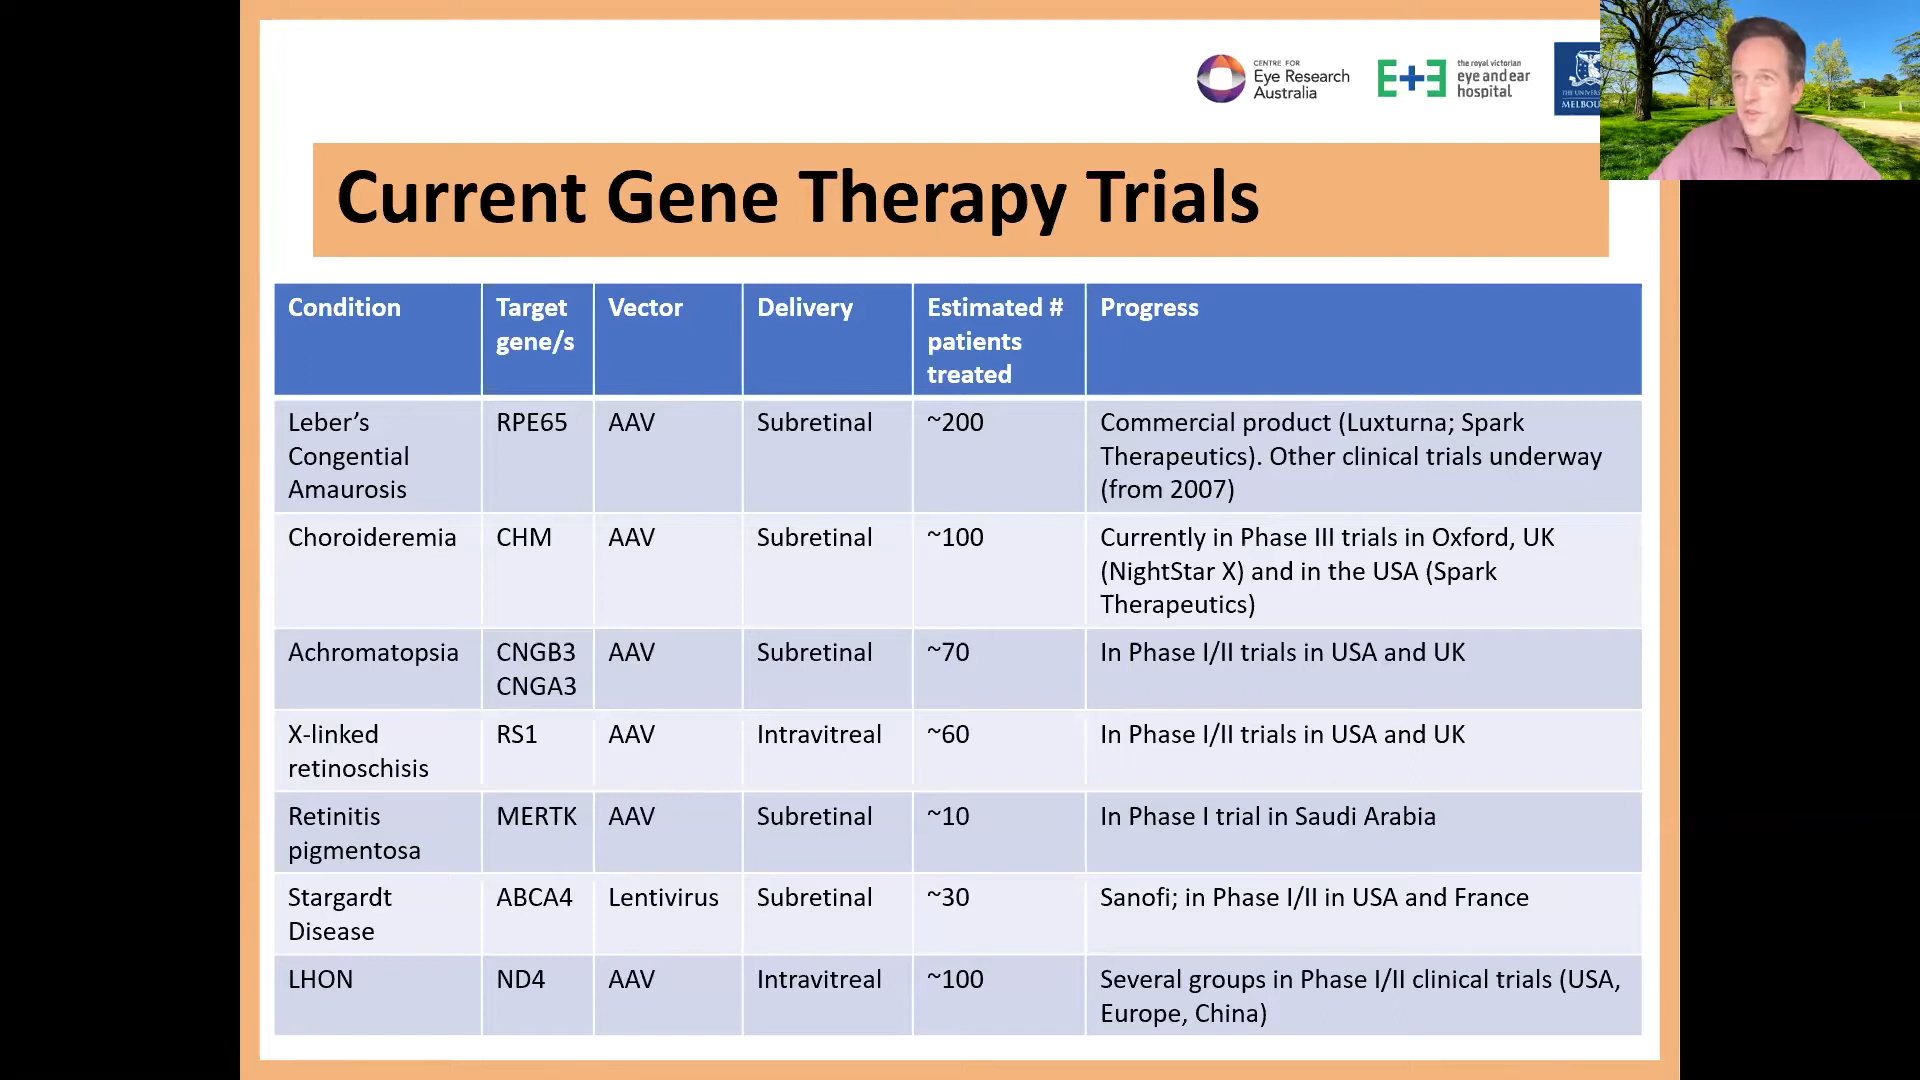 CENTRE FOR
Eye Research
Australia
E+E
the royal victorian
eye and ear
hospital
MELBOU
Current Gene Therapy Trials
Condition
Target
gene/s
Vector
Delivery
Estimated #
patients
treated
Progress
Leber's
Congential
Amaurosis
RPE65
AAV
Subretinal
~200
Commercial product (Luxturna; Spark
Therapeutics). Other clinical trials underway
(from 2007)
Choroideremia
CHM
AAV
Subretinal
~100
Currently in Phase III trials in Oxford, UK
(NightStar X) and in the USA (Spark
Therapeutics)
Achromatopsia
CNGB3
CNGA3
AAV
Subretinal
~70
In Phase I/II trials in USA and UK
X-linked
retinoschisis
RS1
AAV
Intravitreal
~60
In Phase I/II trials in USA and UK
Retinitis
pigmentosa
MERTK
AAV
Subretinal
~10
In Phase I trial in Saudi Arabia
Stargardt
Disease
ABCA4
Lentivirus
Subretinal
~30
Sanofi; in Phase I/II in USA and France
LHON
ND4
AAV
Intravitreal
~100
Several groups in Phase I/II clinical trials (USA,
Europe, China)